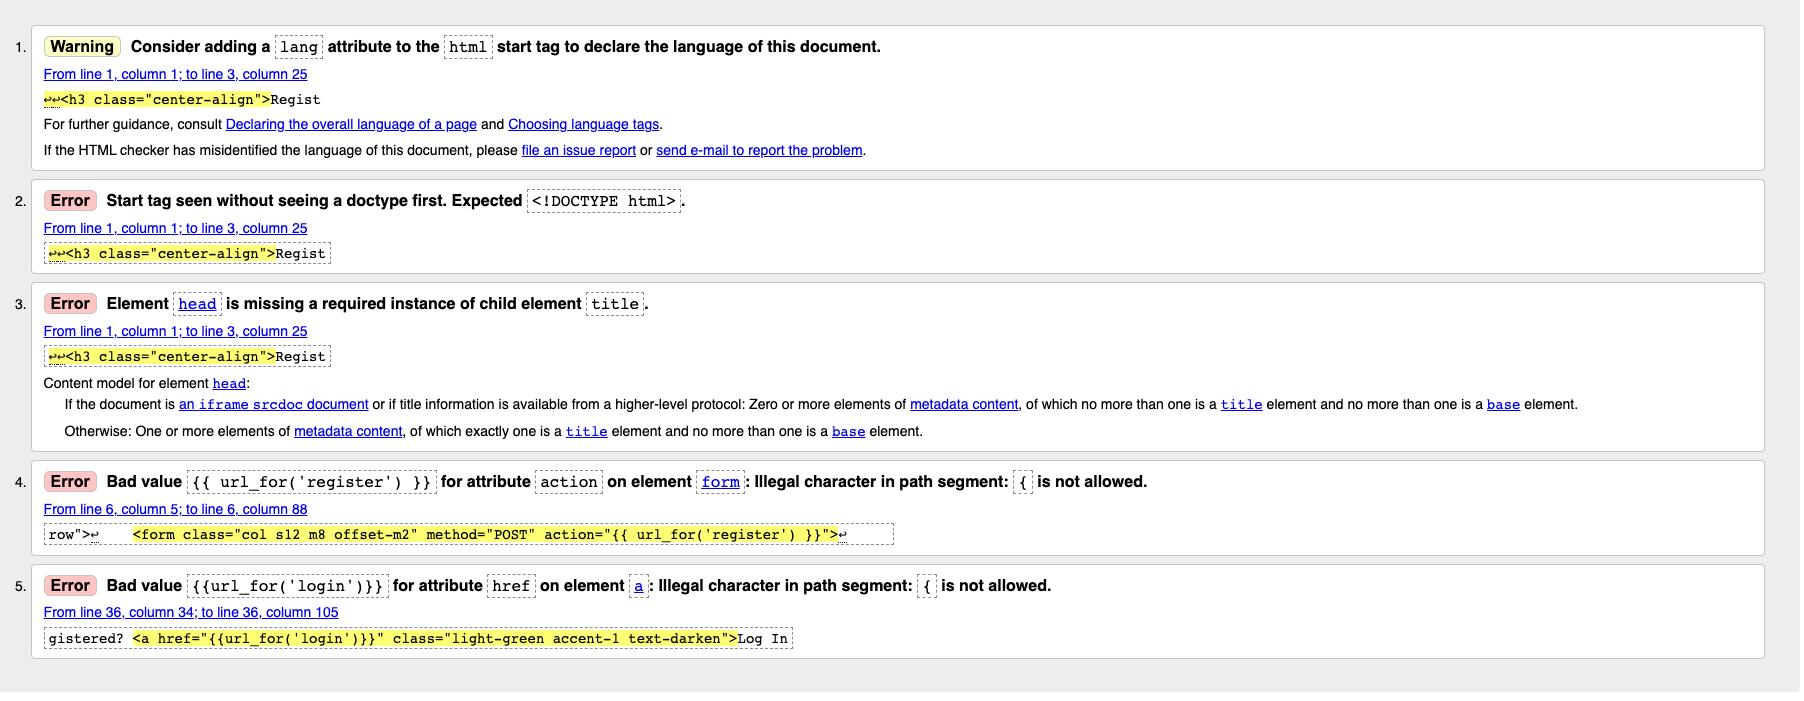 1. Warning Consider adding a lang attribute to the html start tag to declare the language of this document.
From line 1, column 1; to line 3, column 25
↩↩<h3 class="center-align">Regist
For further guidance, consult Declaring the overall language of a page and Choosing language tags.
If the HTML checker has misidentified the language of this document, please file an issue report or send e-mail to report the problem.
2. Error Start tag seen without seeing a doctype first. Expected <!DOCTYPE html>.
From line 1, column 1; to line 3, column 25
↩↩<h3 class="center-align">Regist
3. Error Element head is missing a required instance of child element title.
From line 1, column 1; to line 3, column 25
↩↩<h3 class="center-align">Regist
Content model for element head:
If the document is an iframe srcdoc document or if title information is available from a higher-level protocol: Zero or more elements of metadata content, of which no more than one is a title element and no more than one is a base element.
Otherwise: One or more elements of metadata content, of which exactly one is a title element and no more than one is a base element.
4. Error Bad value {{ url_for('register') }} for attribute action on element form: Illegal character in path segment: { is not allowed.
From line 6, column 5; to line 6, column 88
row">↩    <form class="col s12 m8 offset-m2" method="POST" action="{{ url_for('register') }}">↩
5. Error Bad value {{url_for('login')}} for attribute href on element a: Illegal character in path segment: { is not allowed.
From line 36, column 34; to line 36, column 105
gistered? <a href="{{url_for('login')}}" class="light-green accent-1 text-darken">Log In